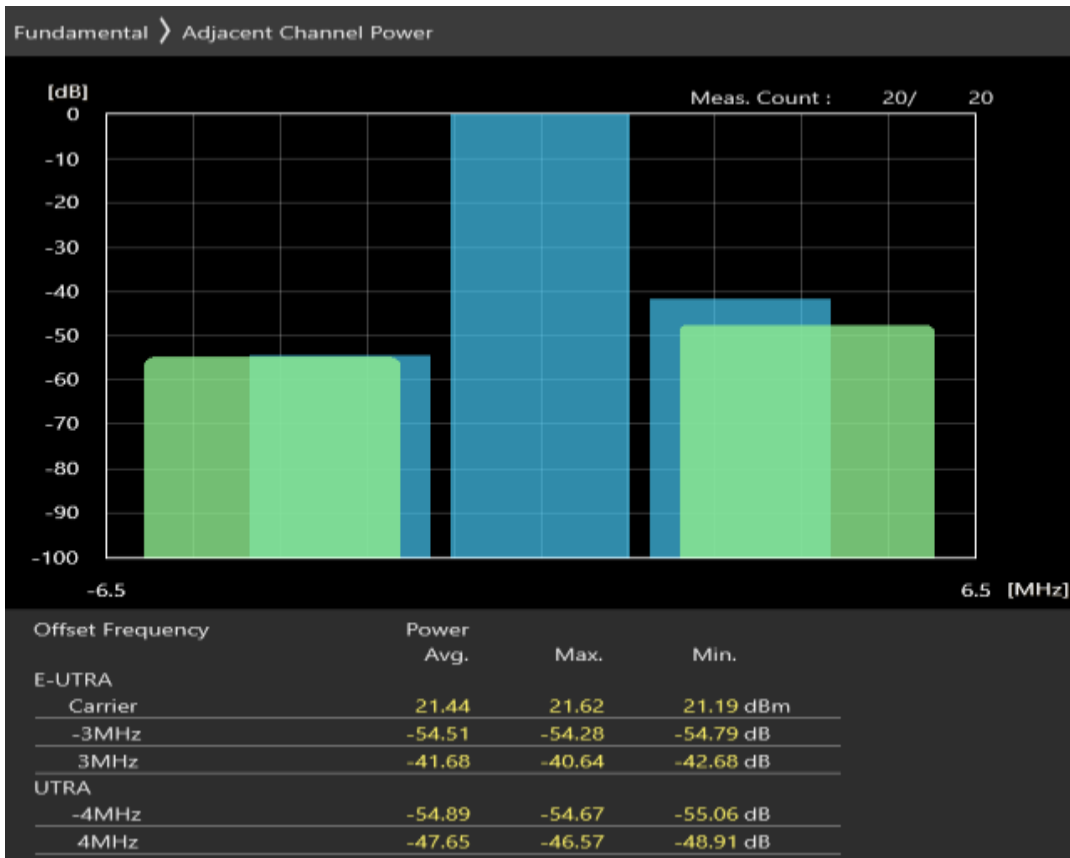 Fundamental 〉 Adjacent Channel Power
[dB]
Meas. Count : 20/ 20
0
-10
-20
-30
-40
-50
-60
-70
-80
-90
-100
-6.5 6.5 [MHz]
Offset Frequency Power
Avg. Max. Min.
E-UTRA
Carrier 21.44 21.62 21.19 dBm
-3MHz -54.51 -54.28 -54.79 dB
3MHz -41.68 -40.64 -42.68 dB
UTRA
-4MHz -54.89 -54.67 -55.06 dB
4MHz -47.65 -46.57 -48.91 dB